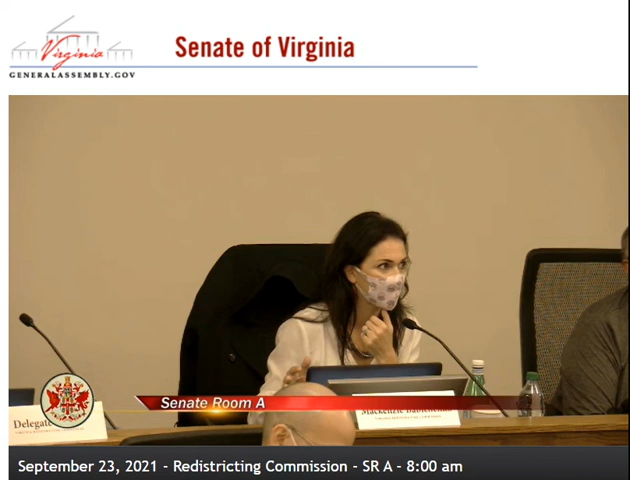 Virginia
GENERALASSEMBLY.GOV
Senate of Virginia
Senate Room A
Delegate
Mackenzie Babichenko
September 23, 2021 - Redistricting Commission - SR A - 8:00 am